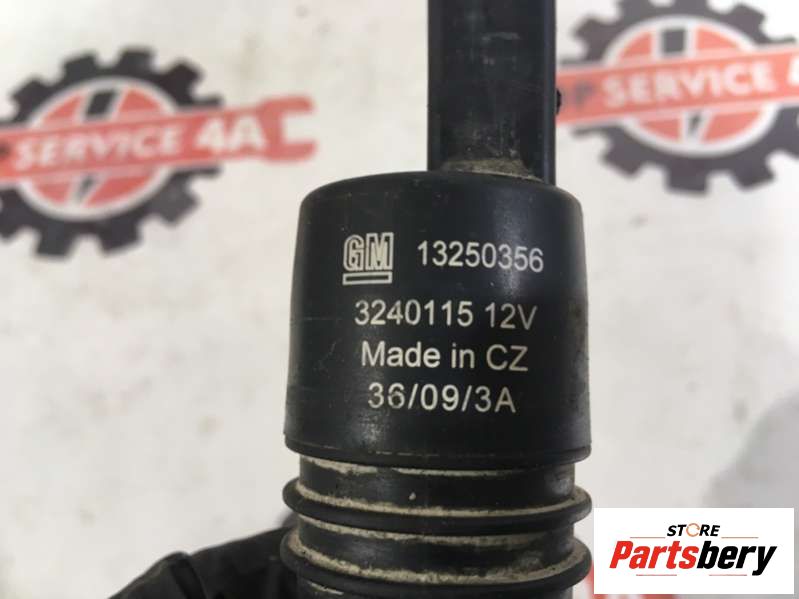 SERVICE 4A
P SERVICE
GM 13250356
3240115 12V
Made in CZ
36/09/3A
STORE
Partsbery